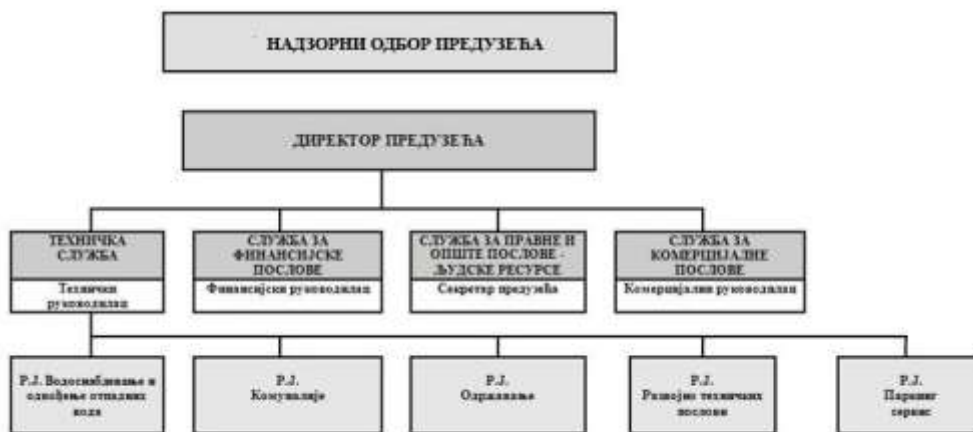 НАДЗОРНИ ОДБОР ПРЕДУЗЕЋА
ДИРЕКТОР ПРЕДУЗЕЋА
ТЕХНИЧКА
СЛУЖБА
Технички
руководилац
СЛУЖБА ЗА
ФИНАНСИЈСКЕ
ПОСЛОВЕ
Финансијски руководилац
СЛУЖБА ЗА ПРАВНЕ И
ОПШТЕ ПОСЛОВЕ -
ЉУДСКЕ РЕСУРСЕ
Секретар предузећа
СЛУЖБА ЗА
КОМЕРЦИЈАЛНЕ
ПОСЛОВЕ
Комерцијални руководилац
Р.Ј. Водоснабдевање и
одвођење отпадних
вода
Р.Ј.
Комуналије
Р.Ј.
Одржавање
Р.Ј.
Развојно техничких
послови
Р.Ј.
Паркинг
сервис